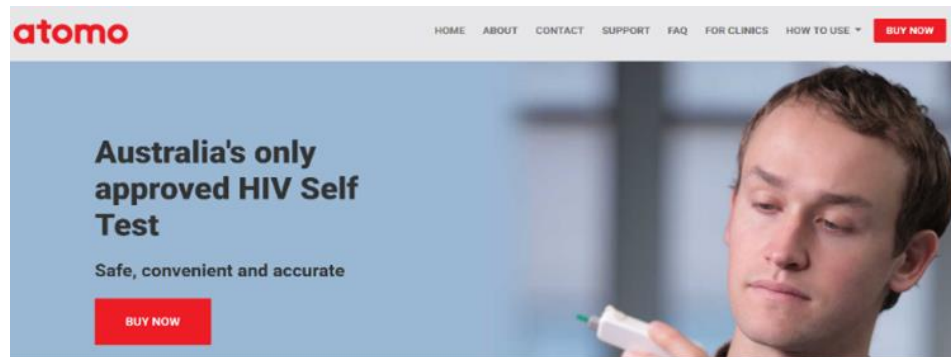 atomo
HOME ABOUT CONTACT SUPPORT FAQ FOR CLINICS HOW TO USE BUY NOW
Australia's only
approved HIV Self
Test
Safe, convenient and accurate
BUY NOW